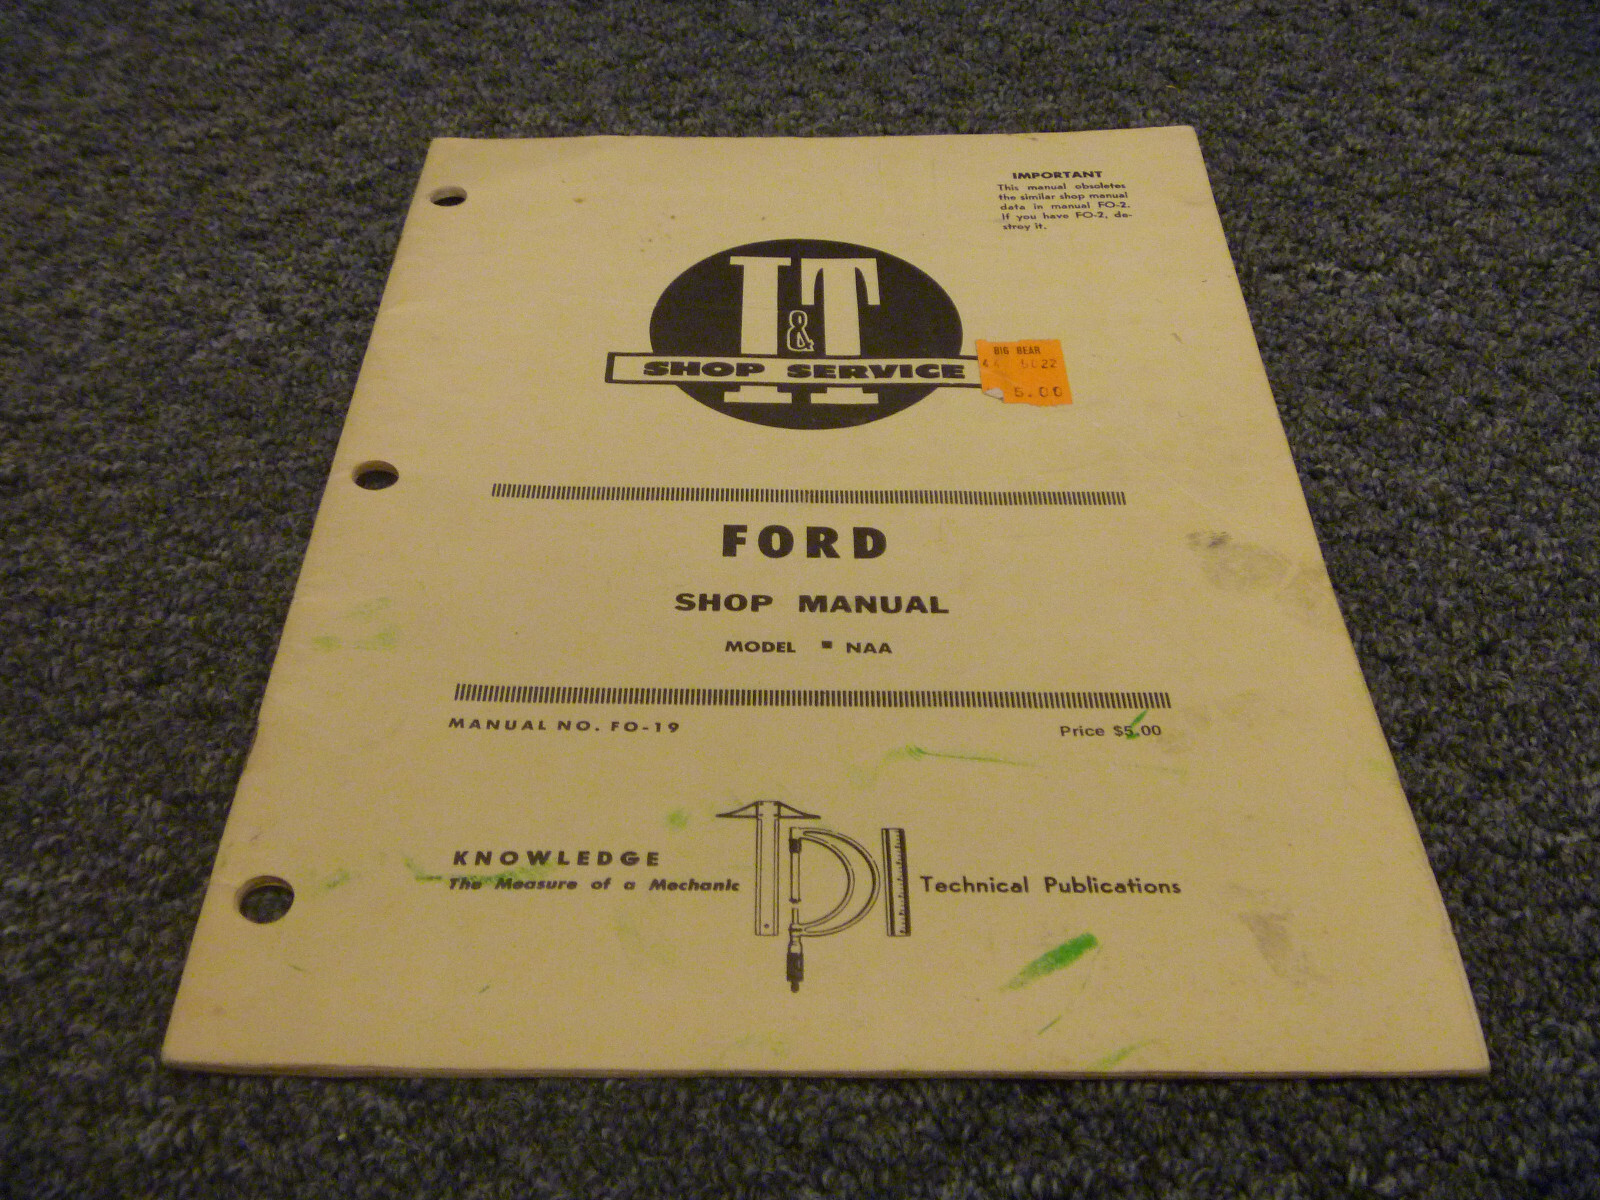 IMPORTANT
This manual obsoletes
the similar shop manual
data in manual FO-2.
If you have FO-2, de-
stroy it.
I&T
SHOP SERVICE
BIG BEAR
22
5.00
FORD
SHOP MANUAL
MODEL ■ NAA
MANUAL NO. FO-19
Price $5.00
KNOWLEDGE
The Measure of a Mechanic
TPI
Technical Publications